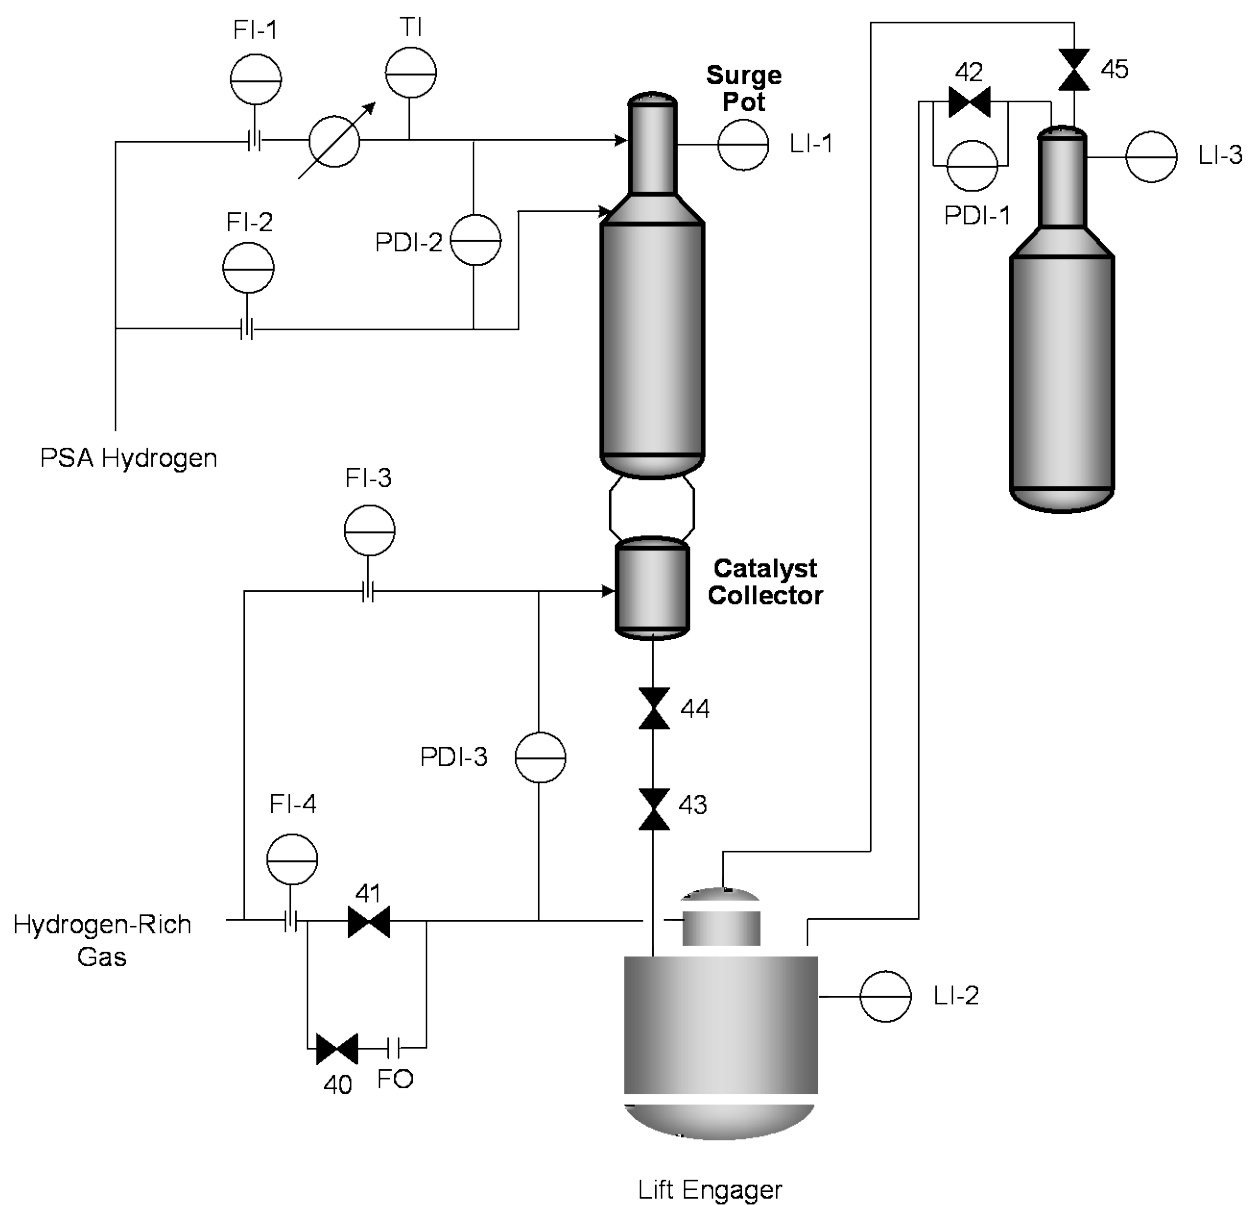 FI-1
TI
Surge
Pot
LI-1
42
45
LI-3
PDI-1
FI-2
PDI-2
PSA Hydrogen
FI-3
Catalyst
Collector
44
PDI-3
43
FI-4
41
Hydrogen-Rich
Gas
LI-2
40
FO
Lift Engager